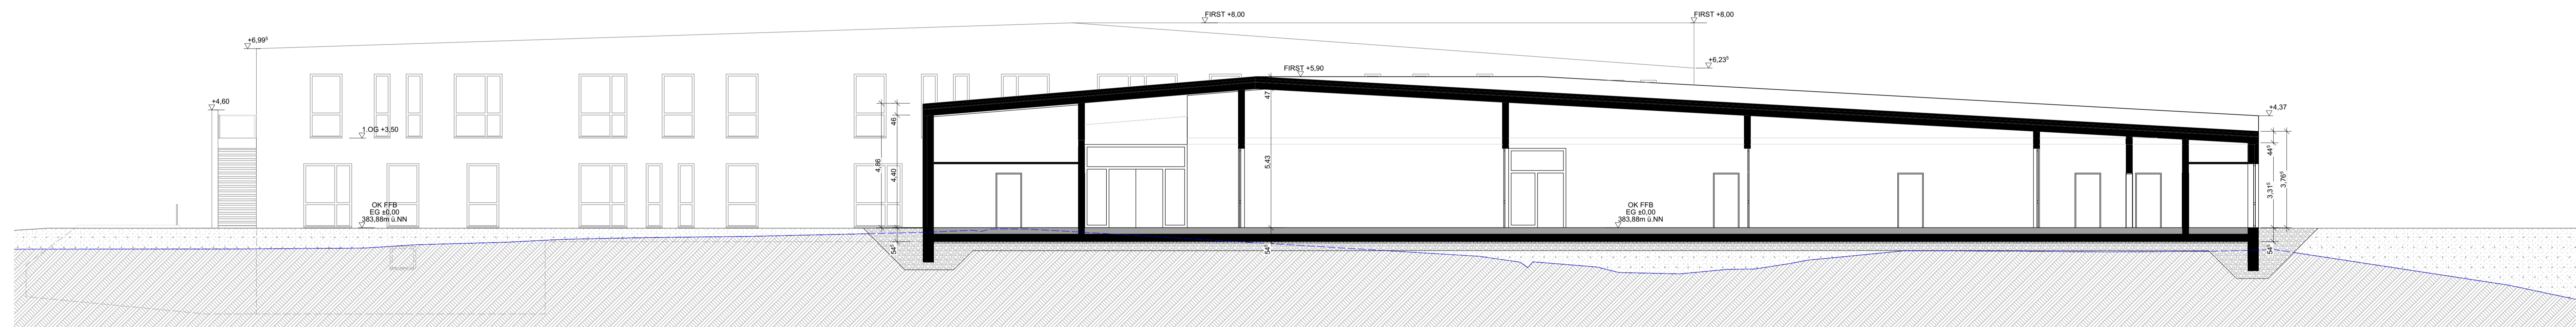 FIRST +8,00
FIRST +8,00
+6,99⁵
+6,23⁵
FIRST +5,90
47
+4,60
+4,37
46
1.OG +3,50
4,86
4,40
5,43
44⁵
3,31⁵
3,76⁵
OK FFB
EG ±0,00
383,88m ü.NN
OK FFB
EG ±0,00
383,88m ü.NN
54⁵
54⁵
54⁵